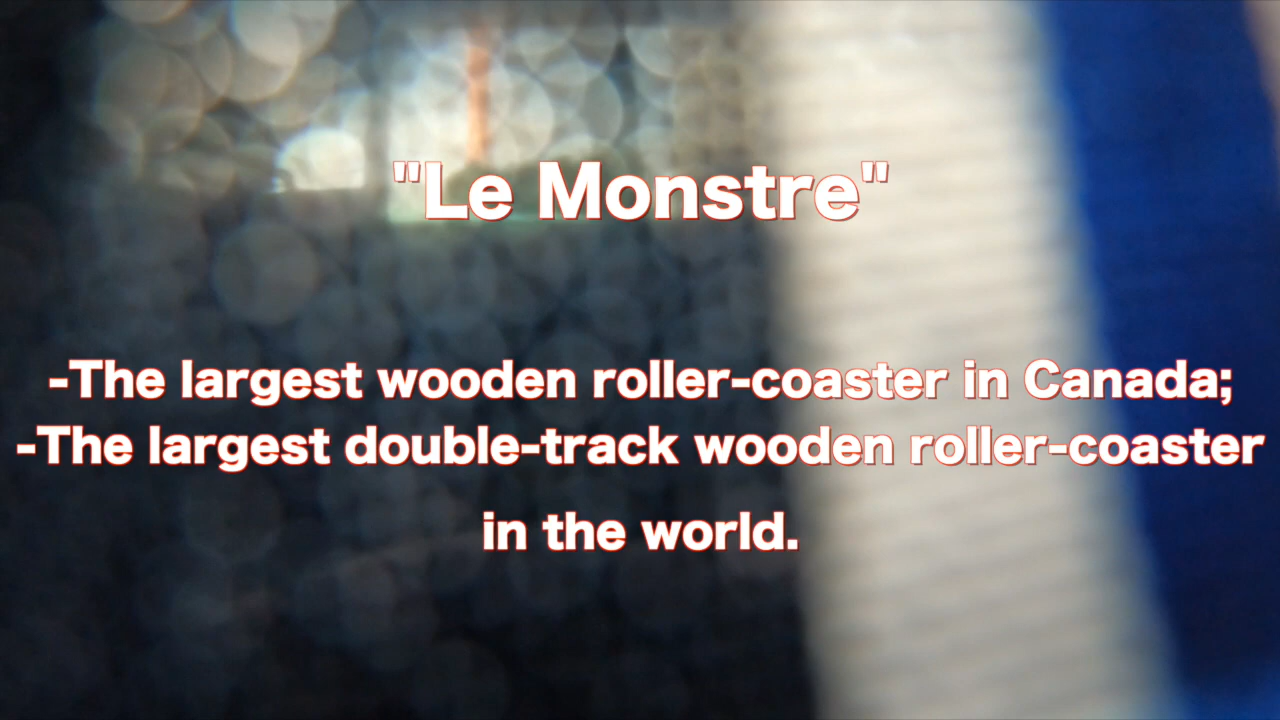 "Le Monstre"
-The largest wooden roller-coaster in Canada;
-The largest double-track wooden roller-coaster
in the world.